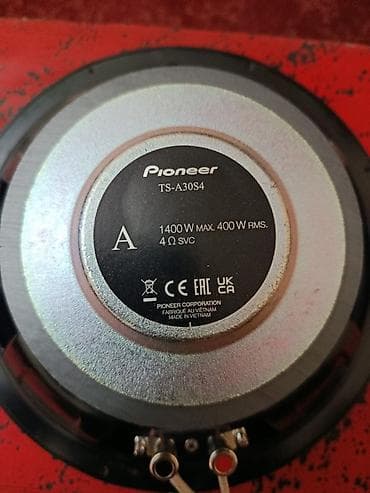 Pioneer
TS-A30S4
A
1400 W MAX. 400 W RMS.
4 Ω SVC
CE EAC UK
CA
PIONEER CORPORATION
FABRIQUÉ AU VIÊTNAM
MADE IN VIETNAM